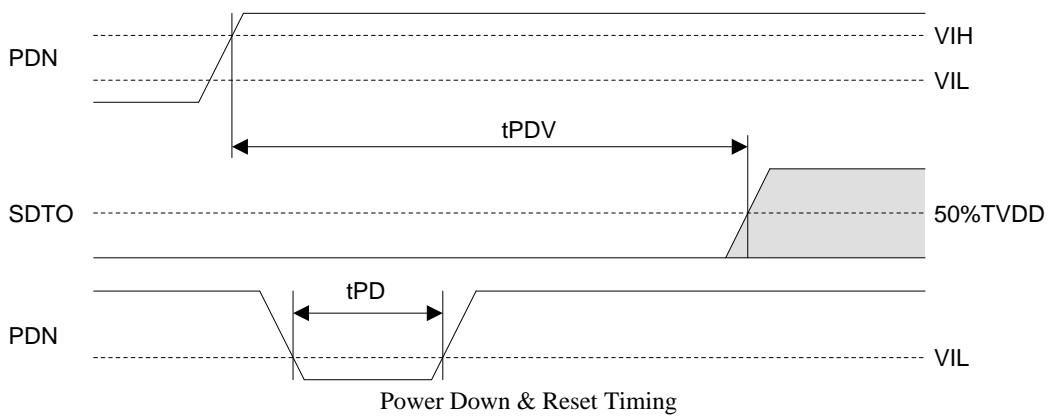 PDN
VIH
VIL
tPDV
SDTO
50%TVDD
tPD
PDN
VIL
Power Down & Reset Timing